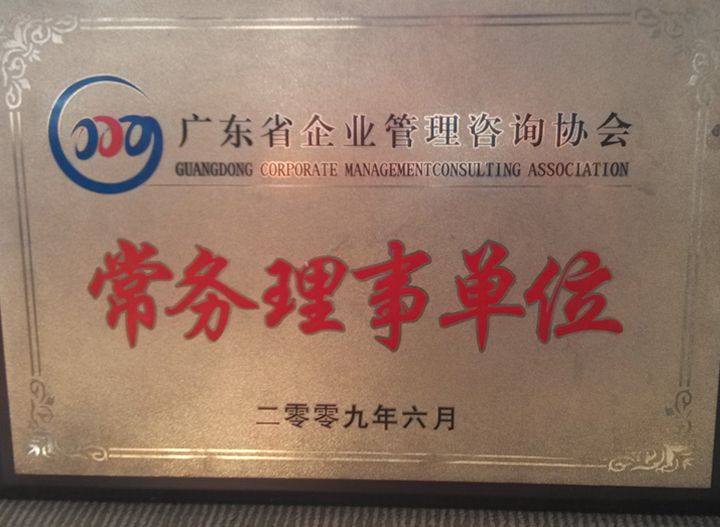 广东省企业管理咨询协会
GUANGDONG CORPORATE MANAGEMENTCONSULTING ASSOCIATION
常务理事单位
二零零九年六月